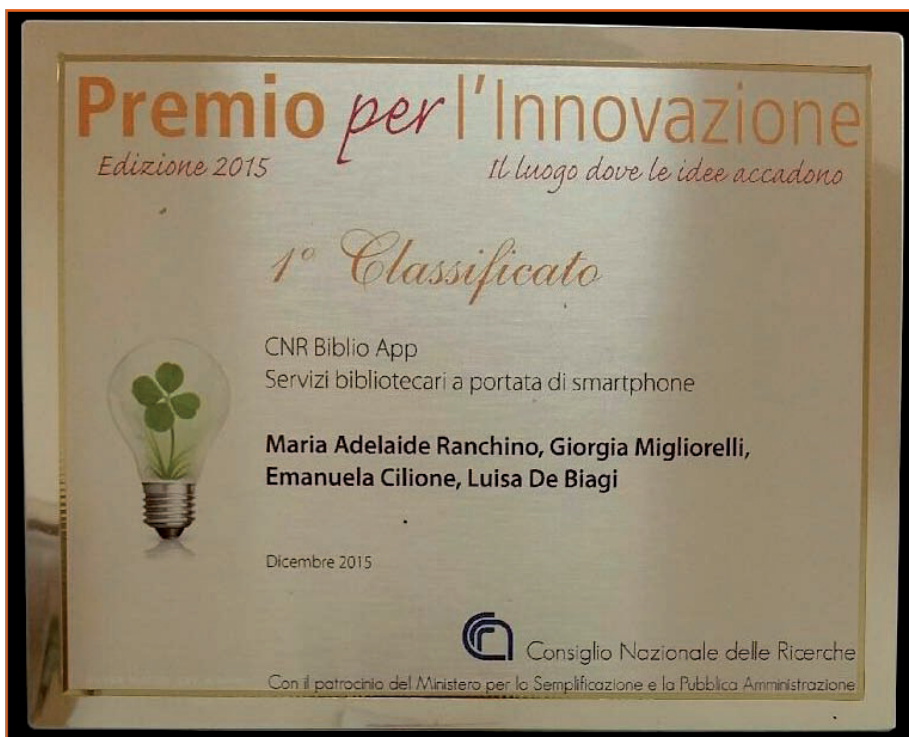 Premio per l'Innovazione
Edizione 2015
Il luogo dove le idee accadono
1° Classificato
CNR Biblio App
Servizi bibliotecari a portata di smartphone
Maria Adelaide Ranchino, Giorgia Migliorelli,
Emanuela Cilione, Luisa De Biagi
Dicembre 2015
Consiglio Nazionale delle Ricerche
Con il patrocinio del Ministero per la Semplificazione e la Pubblica Amministrazione